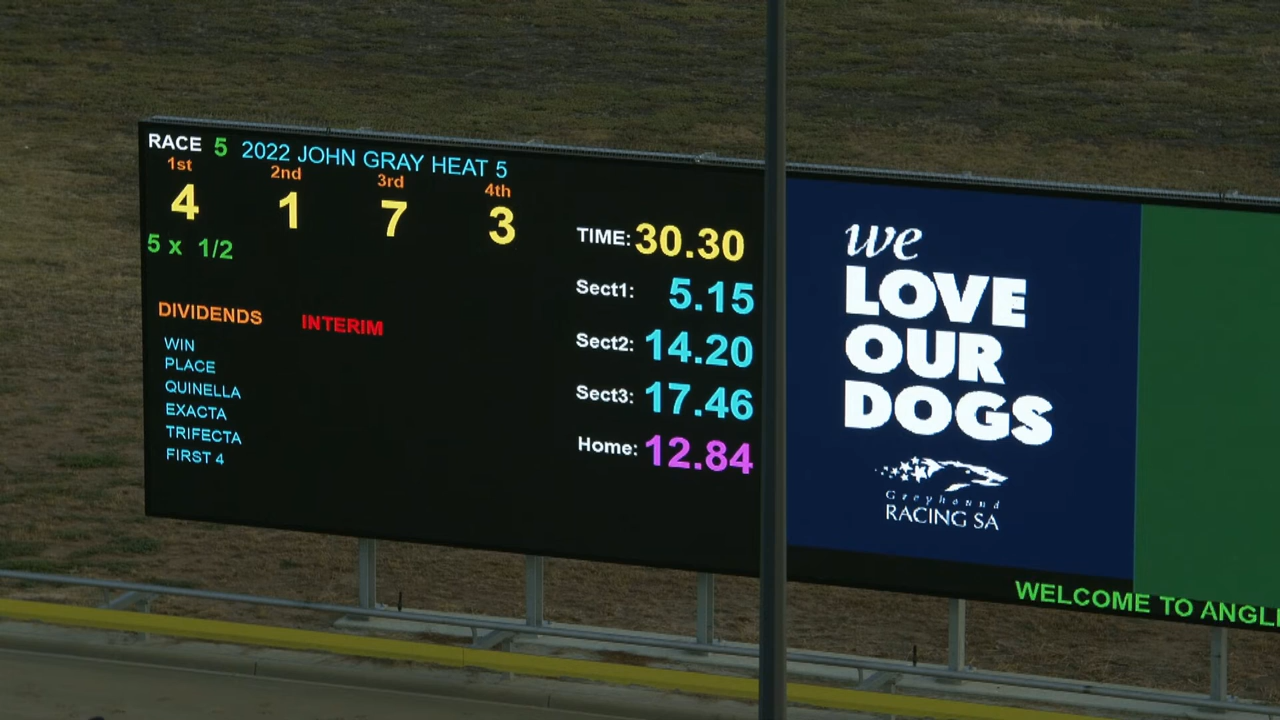 RACE 5 2022 JOHN GRAY HEAT 5
1st 2nd 3rd 4th
4 1 7 3
5 x 1/2
TIME: 30.30
Sect1: 5.15
Sect2: 14.20
Sect3: 17.46
Home: 12.84
DIVIDENDS INTERIM
WIN
PLACE
QUINELLA
EXACTA
TRIFECTA
FIRST 4
we
LOVE
OUR
DOGS
Greyhound
RACING SA
WELCOME TO ANGL